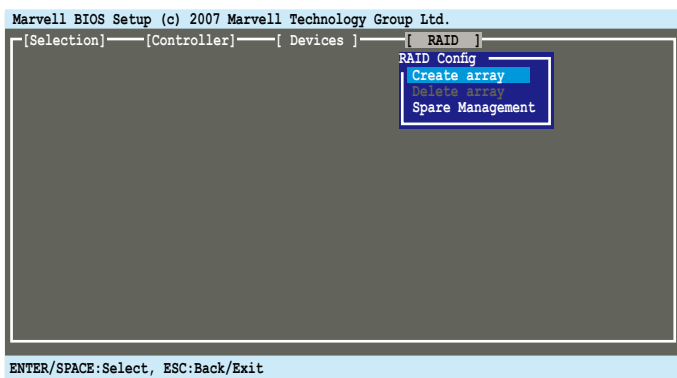 Marvell BIOS Setup (c) 2007 Marvell Technology Group Ltd.
[Selection] [Controller] [ Devices ] [ RAID ]
RAID Config
Create array
Delete array
Spare Management
ENTER/SPACE:Select, ESC:Back/Exit